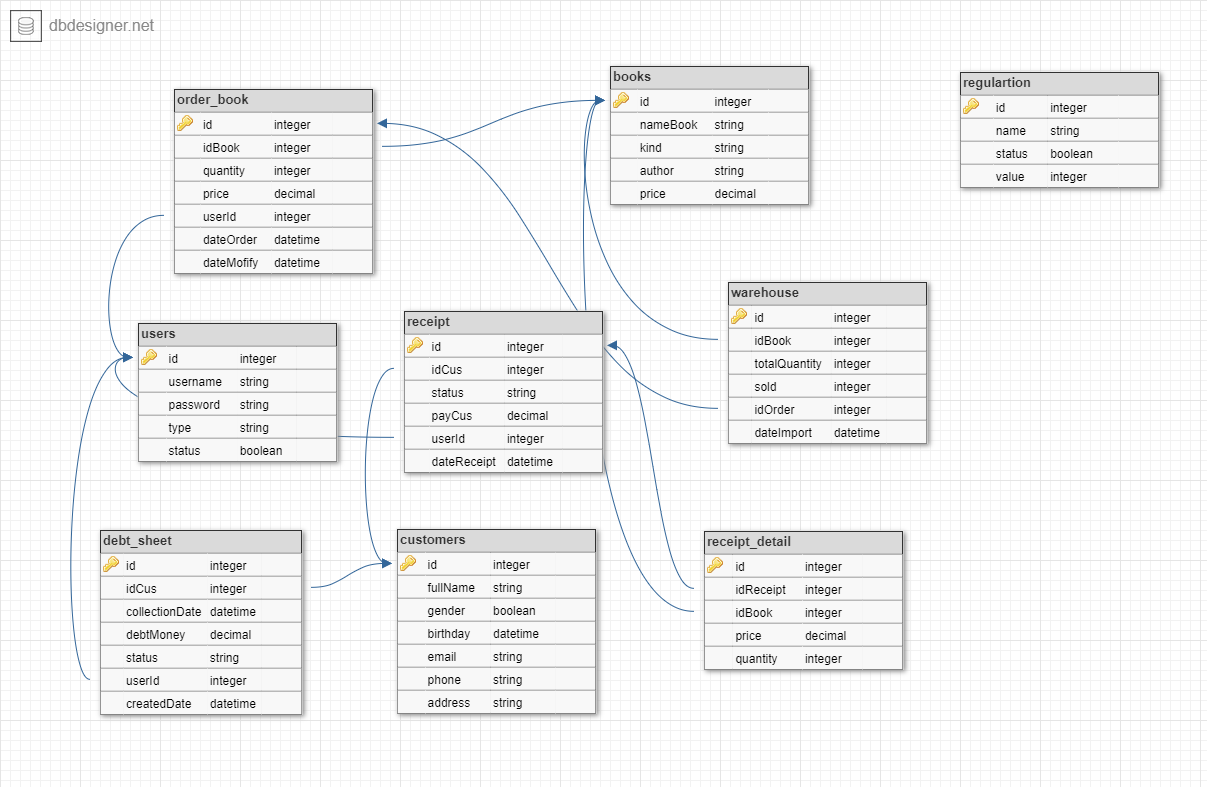 dbdesigner.net
order_book
id integer
idBook integer
quantity integer
price decimal
userId integer
dateOrder datetime
dateMofify datetime
books
id integer
nameBook string
kind string
author string
price decimal
regulartion
id integer
name string
status boolean
value integer
warehouse
id integer
idBook integer
totalQuantity integer
sold integer
idOrder integer
dateImport datetime
users
id integer
username string
password string
type string
status boolean
receipt
id integer
idCus integer
status string
payCus decimal
userId integer
dateReceipt datetime
debt_sheet
id integer
idCus integer
collectionDate datetime
debtMoney decimal
status string
userId integer
createdDate datetime
customers
id integer
fullName string
gender boolean
birthday datetime
email string
phone string
address string
receipt_detail
id integer
idReceipt integer
idBook integer
price decimal
quantity integer